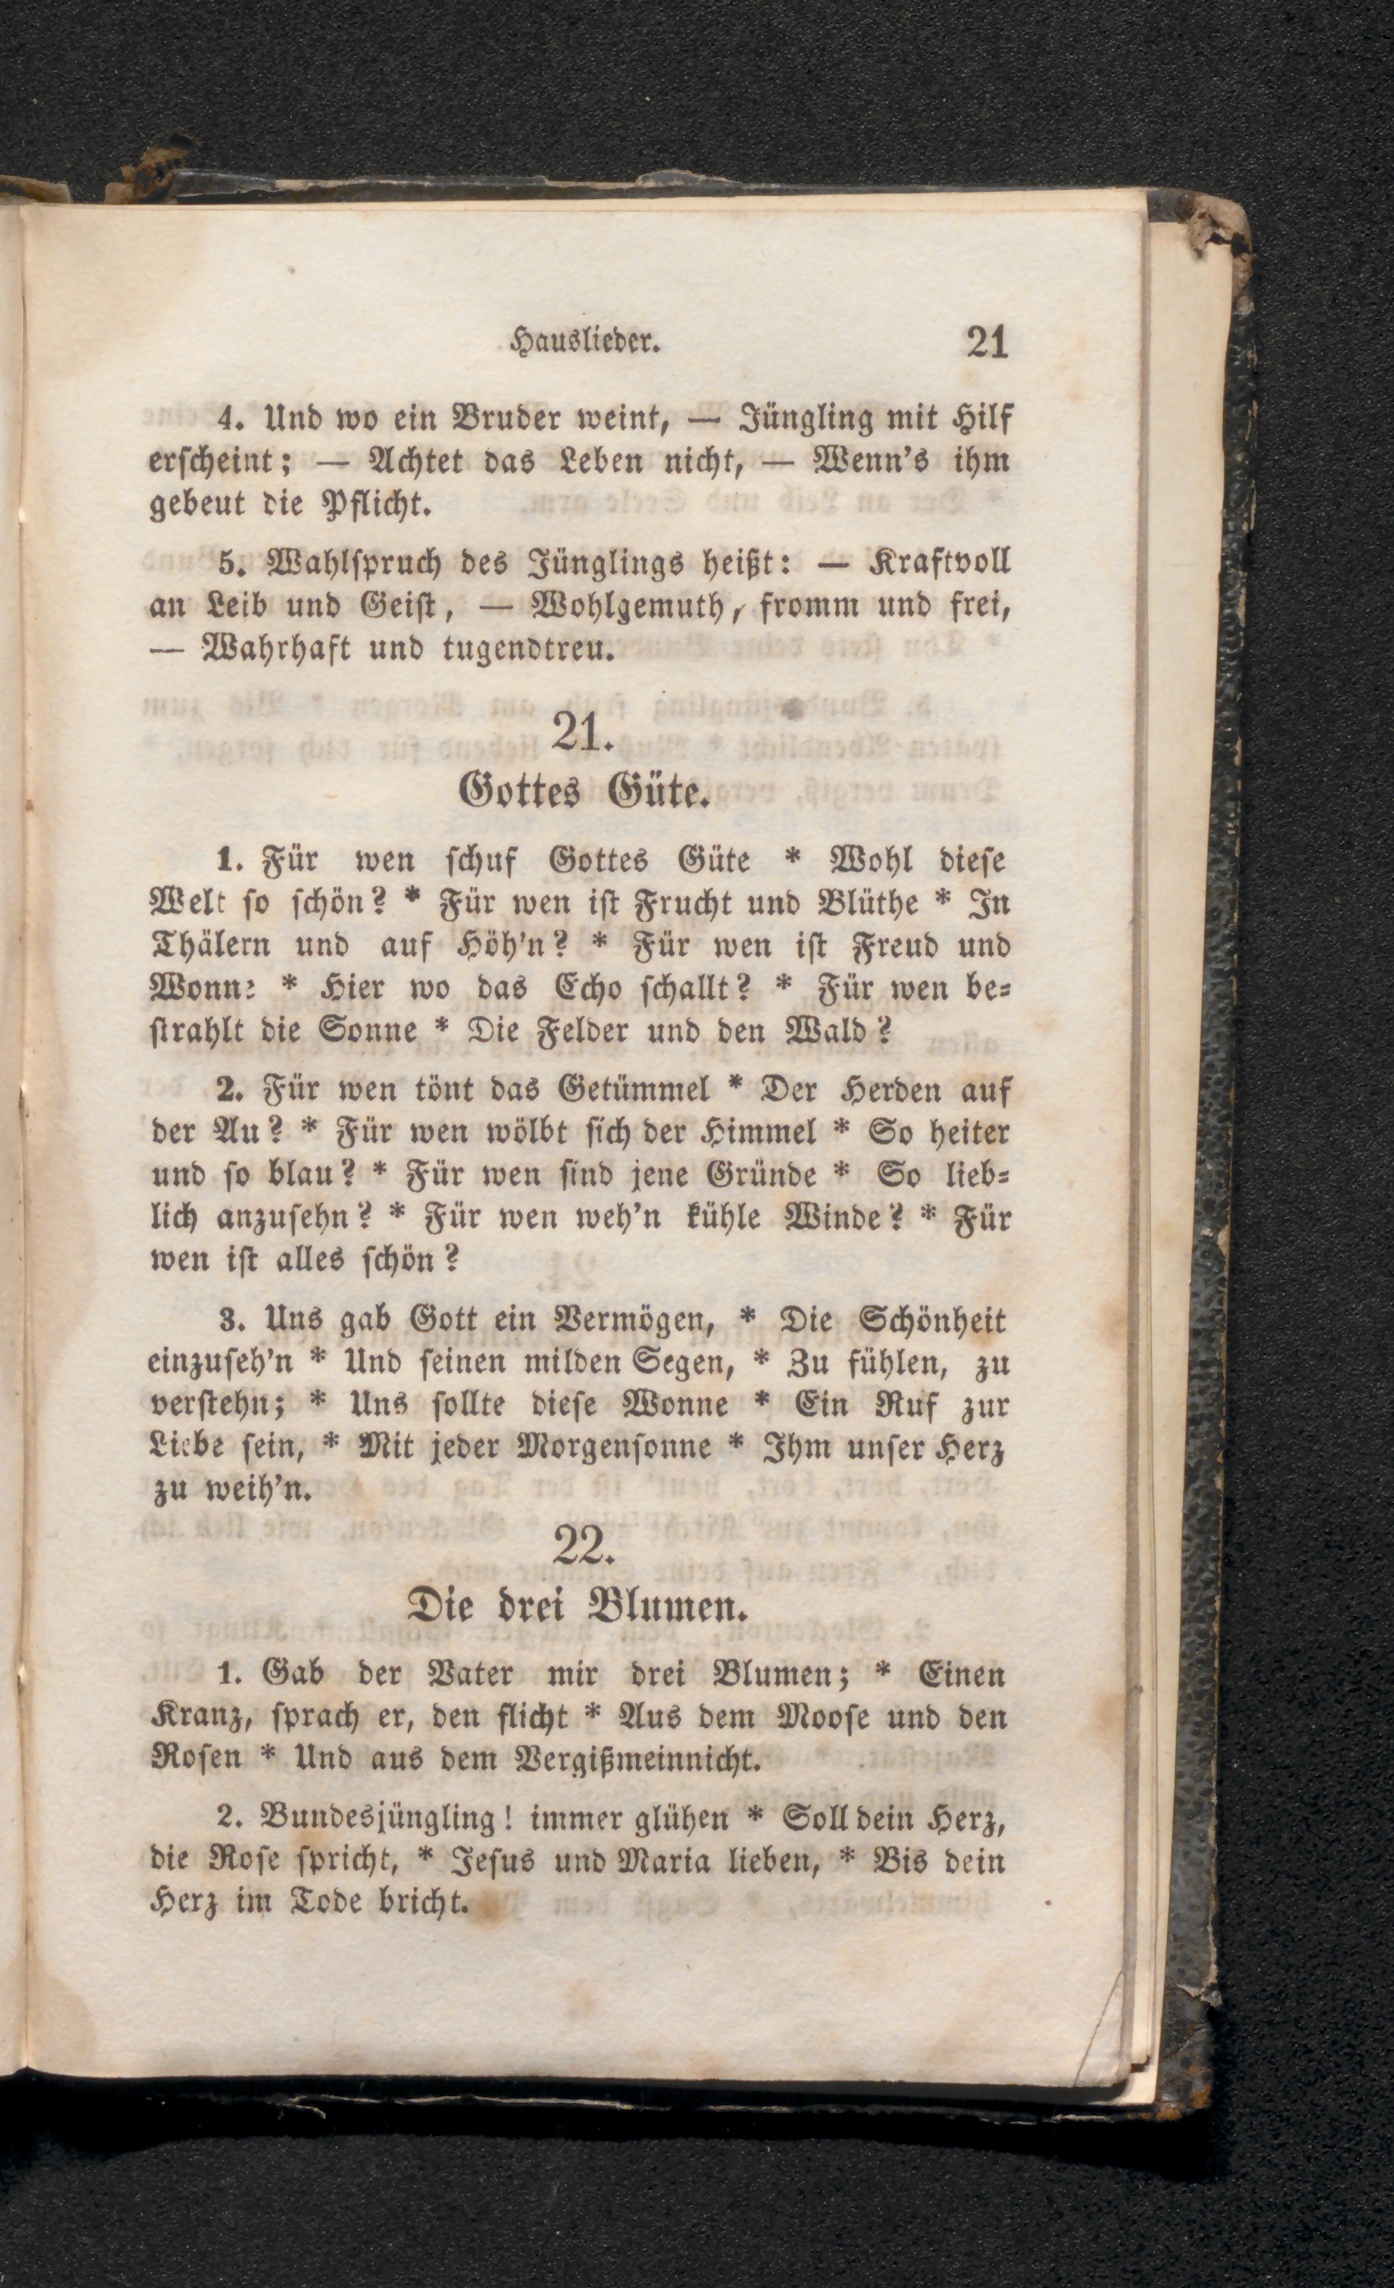 Hauslieder. 21
4. Und wo ein Bruder weint, — Jüngling mit Hilf
erscheint; — Achtet das Leben nicht, — Wenn's ihm
gebeut die Pflicht.
5. Wahlspruch des Jünglings heißt: — Kraftvoll
an Leib und Geist, — Wohlgemuth, fromm und frei,
— Wahrhaft und tugendtreu.
21.
Gottes Güte.
1. Für wen schuf Gottes Güte * Wohl diese
Welt so schön? * Für wen ist Frucht und Blüthe * In
Thälern und auf Höh'n? * Für wen ist Freud und
Wonne * Hier wo das Echo schallt? * Für wen be-
strahlt die Sonne * Die Felder und den Wald?
2. Für wen tönt das Getümmel * Der Herden auf
der Au? * Für wen wölbt sich der Himmel * So heiter
und so blau? * Für wen sind jene Gründe * So lieb-
lich anzusehn? * Für wen weh'n kühle Winde? * Für
wen ist alles schön?
3. Uns gab Gott ein Vermögen, * Die Schönheit
einzuseh'n * Und seinen milden Segen, * Zu fühlen, zu
verstehn; * Uns sollte diese Wonne * Ein Ruf zur
Liebe sein, * Mit jeder Morgensonne * Ihm unser Herz
zu weih'n.
22.
Die drei Blumen.
1. Gab der Vater mir drei Blumen; * Einen
Kranz, sprach er, den flicht * Aus dem Moose und den
Rosen * Und aus dem Vergißmeinnicht.
2. Bundesjüngling! immer glühen * Soll dein Herz,
die Rose spricht, * Jesus und Maria lieben, * Bis dein
Herz im Tode bricht.